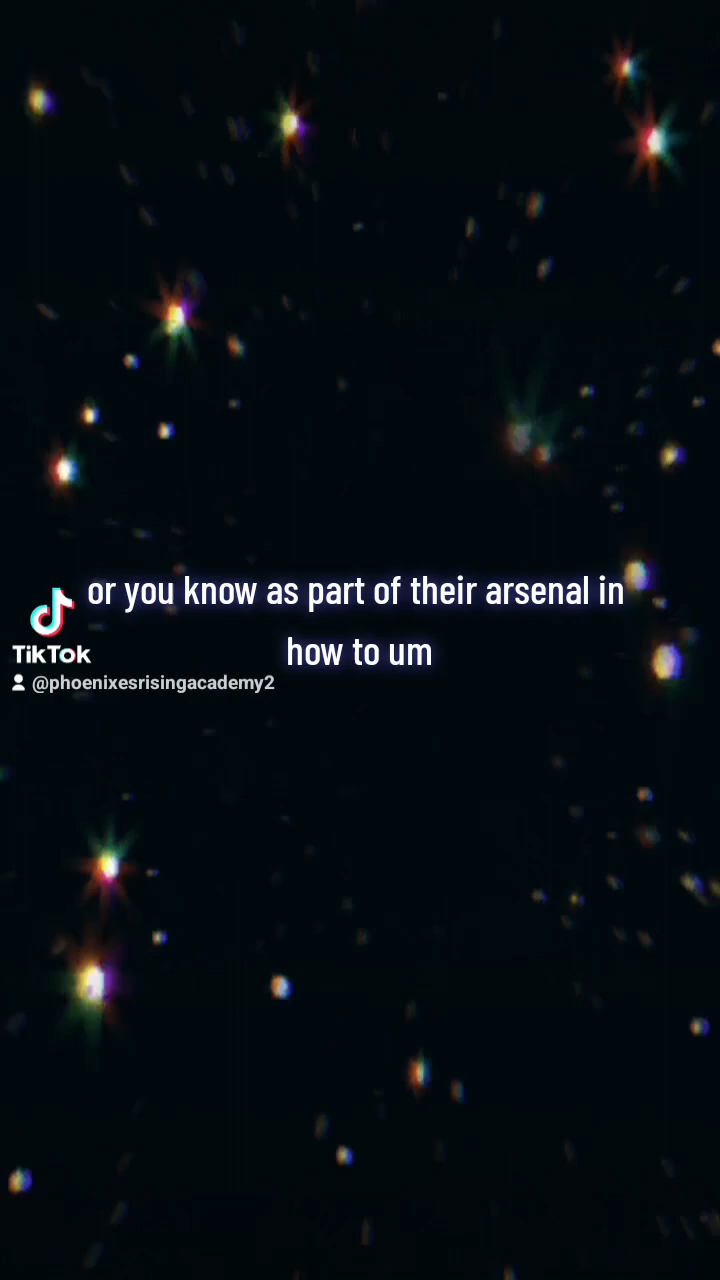 or you know as part of their arsenal in
how to um
TikTok
@phoenixesrisingacademy2